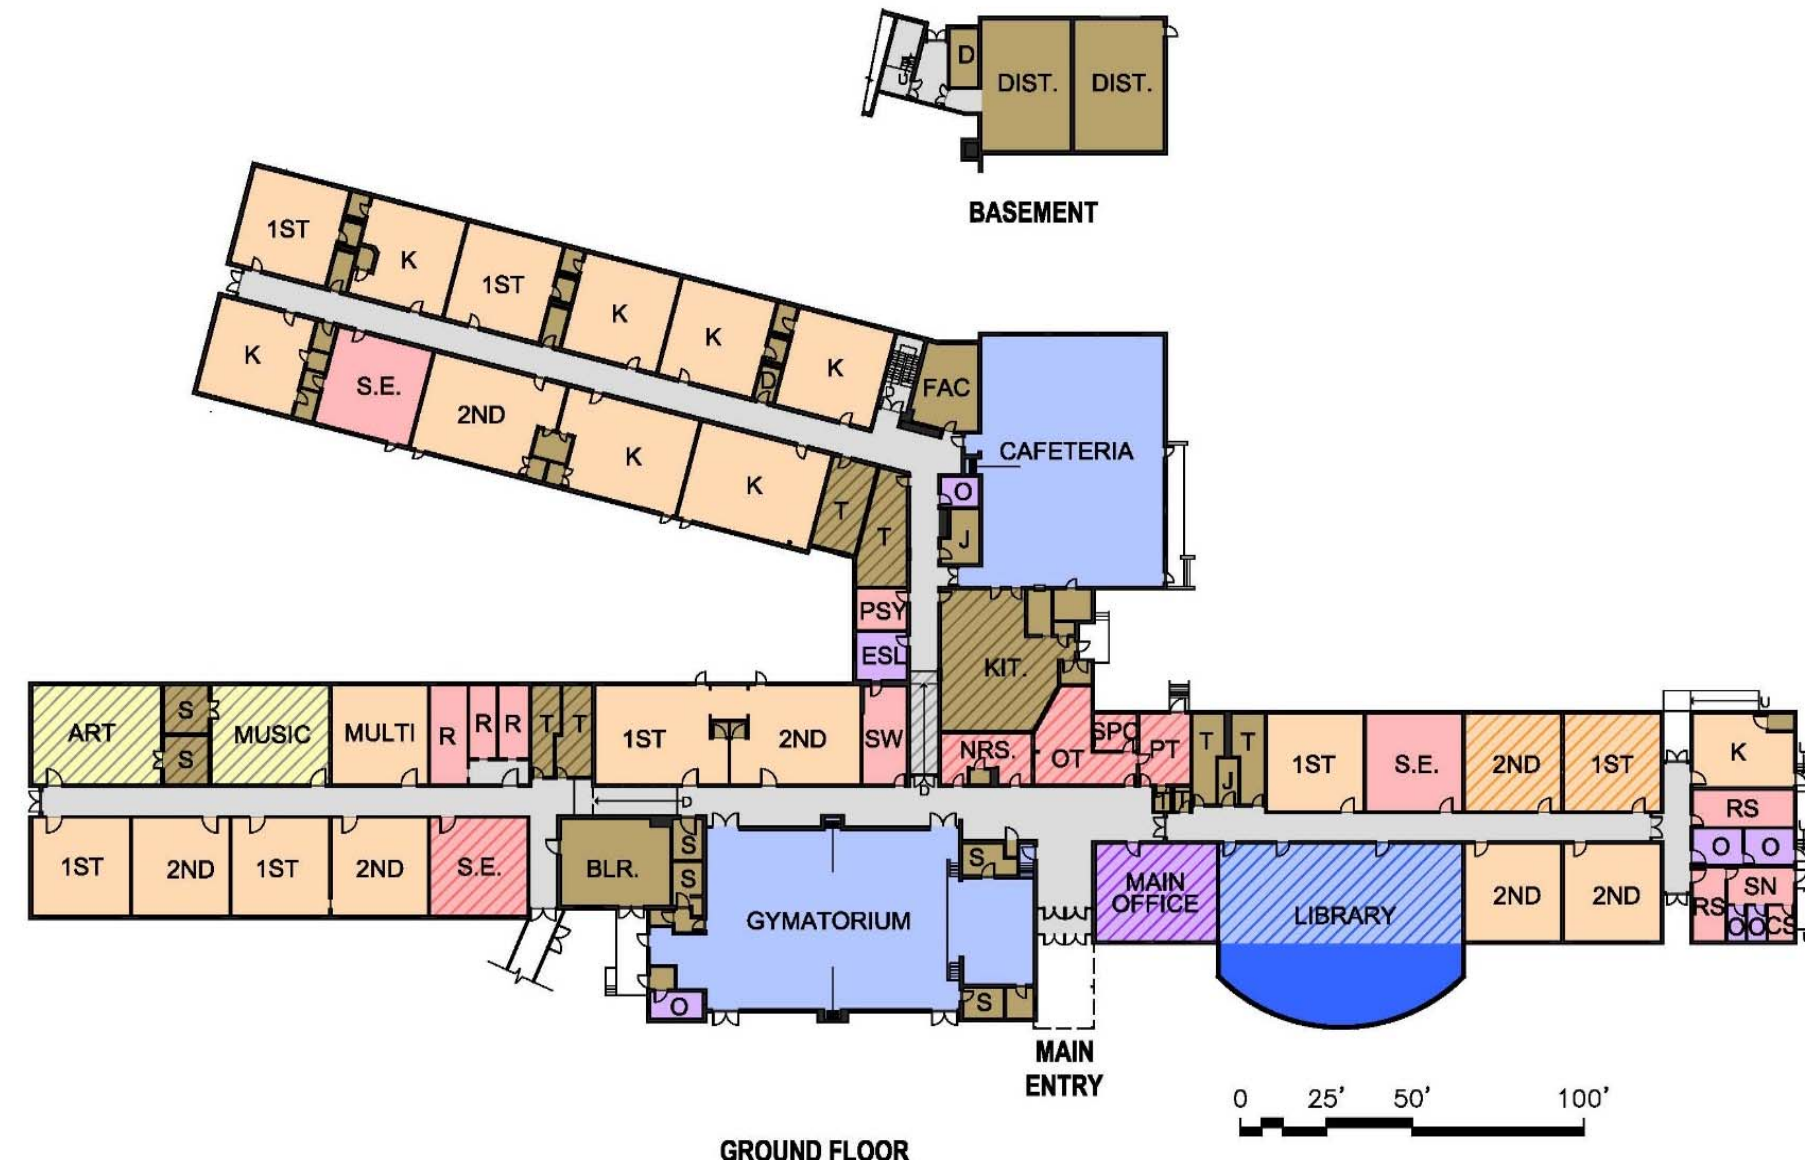 D
DIST.
DIST.
U
BASEMENT
1ST
K
1ST
K
K
K
D
FAC
K
S.E.
2ND
K
K
T
T
CAFETERIA
O
J
PSY
ESL
KIT.
ART
S
S
MUSIC
MULTI
R
R
R
T
T
1ST
2ND
SW
NRS.
OT
SPC
PT
T
T
J
1ST
S.E.
2ND
1ST
U
K
RS
O
O
SN
RS
O
O
CS
D
D
T
T
1ST
2ND
1ST
2ND
S.E.
BLR.
S
S
GYMATORIUM
S
S
O
MAIN
OFFICE
LIBRARY
2ND
2ND
MAIN
ENTRY
0 25' 50' 100'
GROUND FLOOR